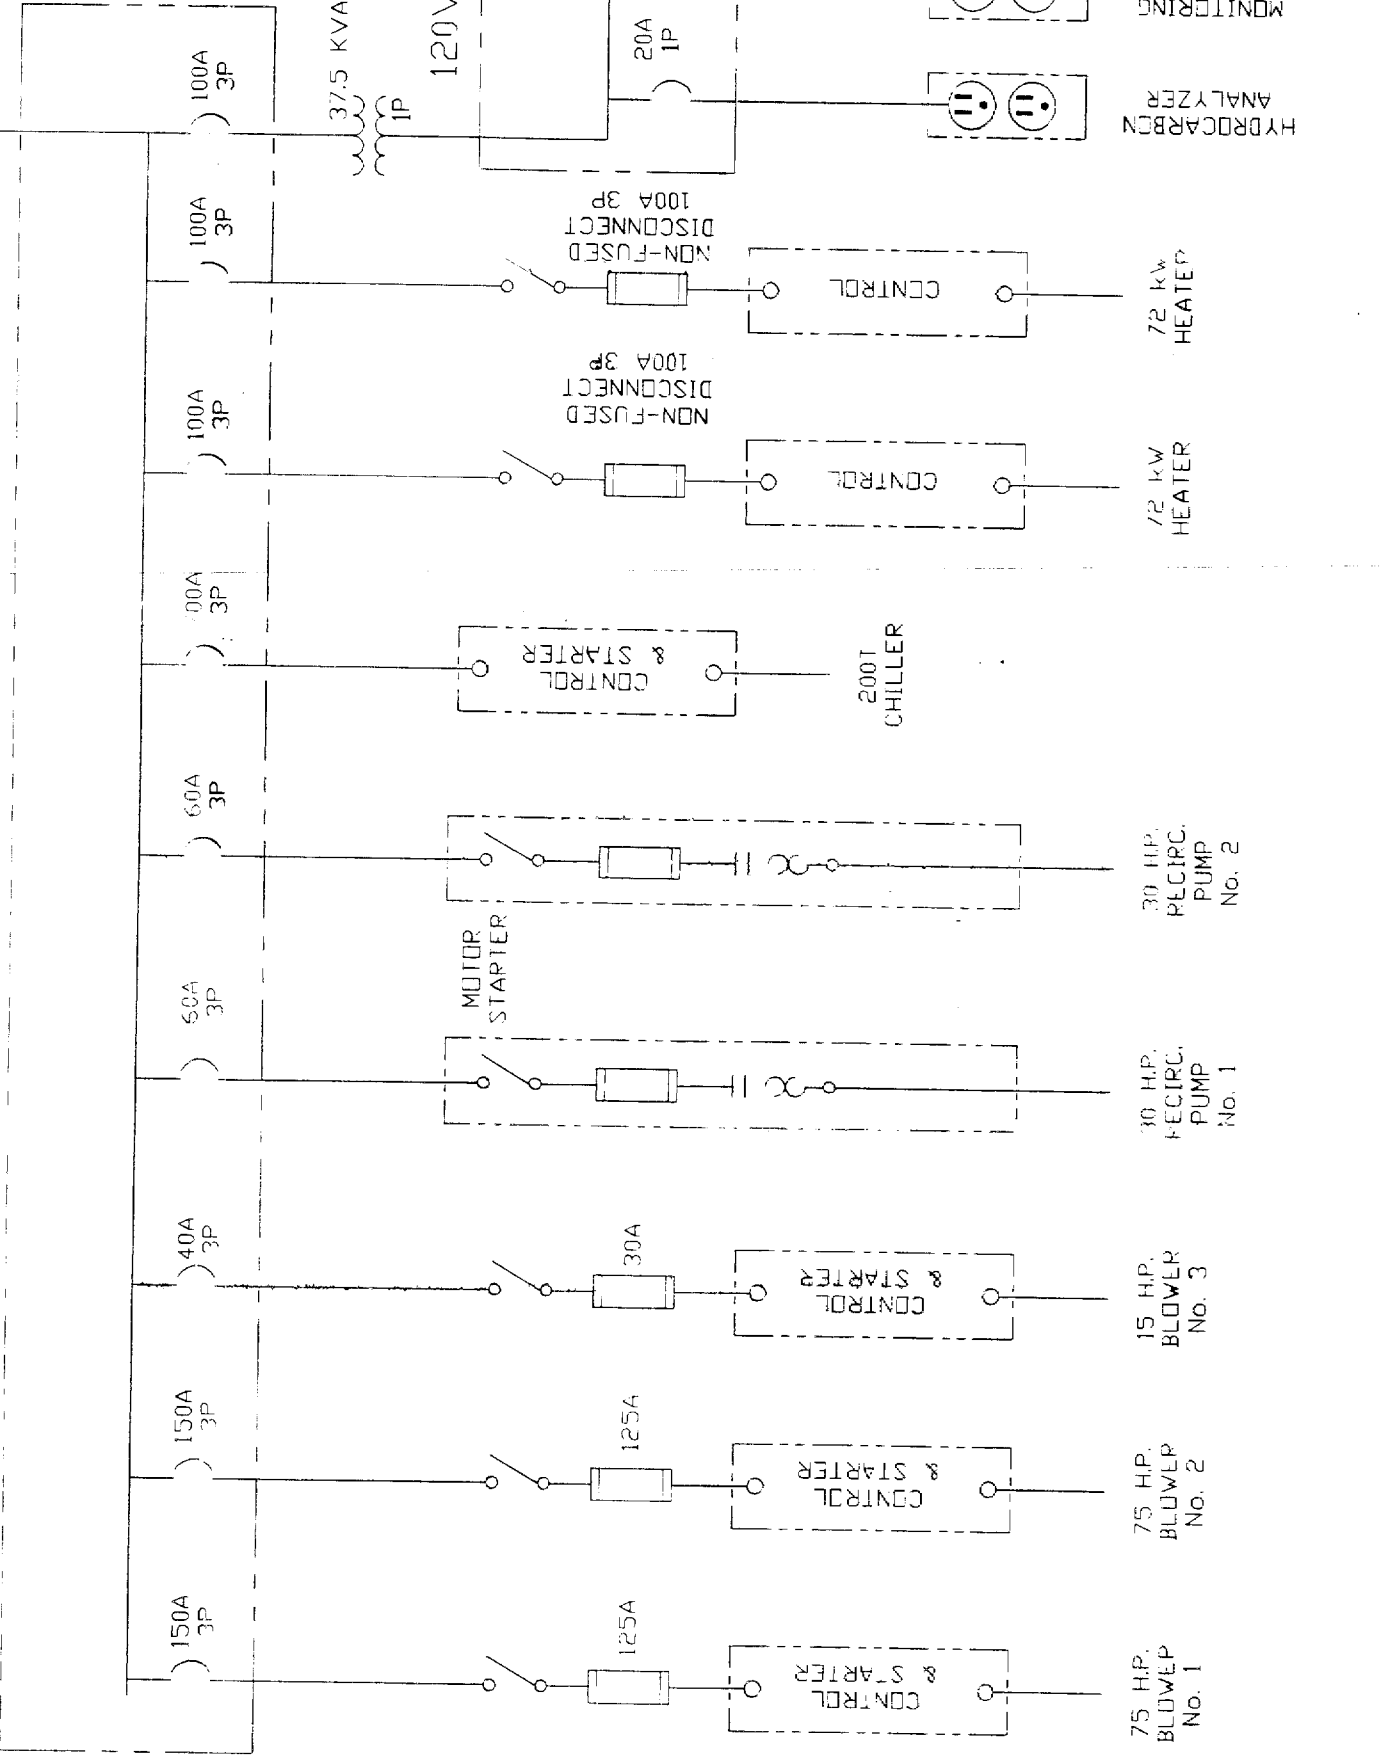 150A
3P
125A
CONTROL
& STARTER
75 H.P.
BLOWER
No. 1
150A
3P
125A
CONTROL
& STARTER
75 H.P.
BLOWER
No. 2
40A
3P
30A
CONTROL
& STARTER
15 H.P.
BLOWER
No. 3
60A
3P
MOTOR
STARTER
30 H.P.
RECIRC.
PUMP
No. 1
60A
3P
30 H.P.
RECIRC.
PUMP
No. 2
00A
3P
CONTROL
& STARTER
200T
CHILLER
100A
3P
NON-FUSED
DISCONNECT
100A 3P
CONTROL
72 kW
HEATER
100A
3P
NON-FUSED
DISCONNECT
100A 3P
CONTROL
72 kW
HEATER
100A
3P
37.5 KVA
1P
120V
20A
1P
HYDROCARBON
ANALYZER
MONITORING